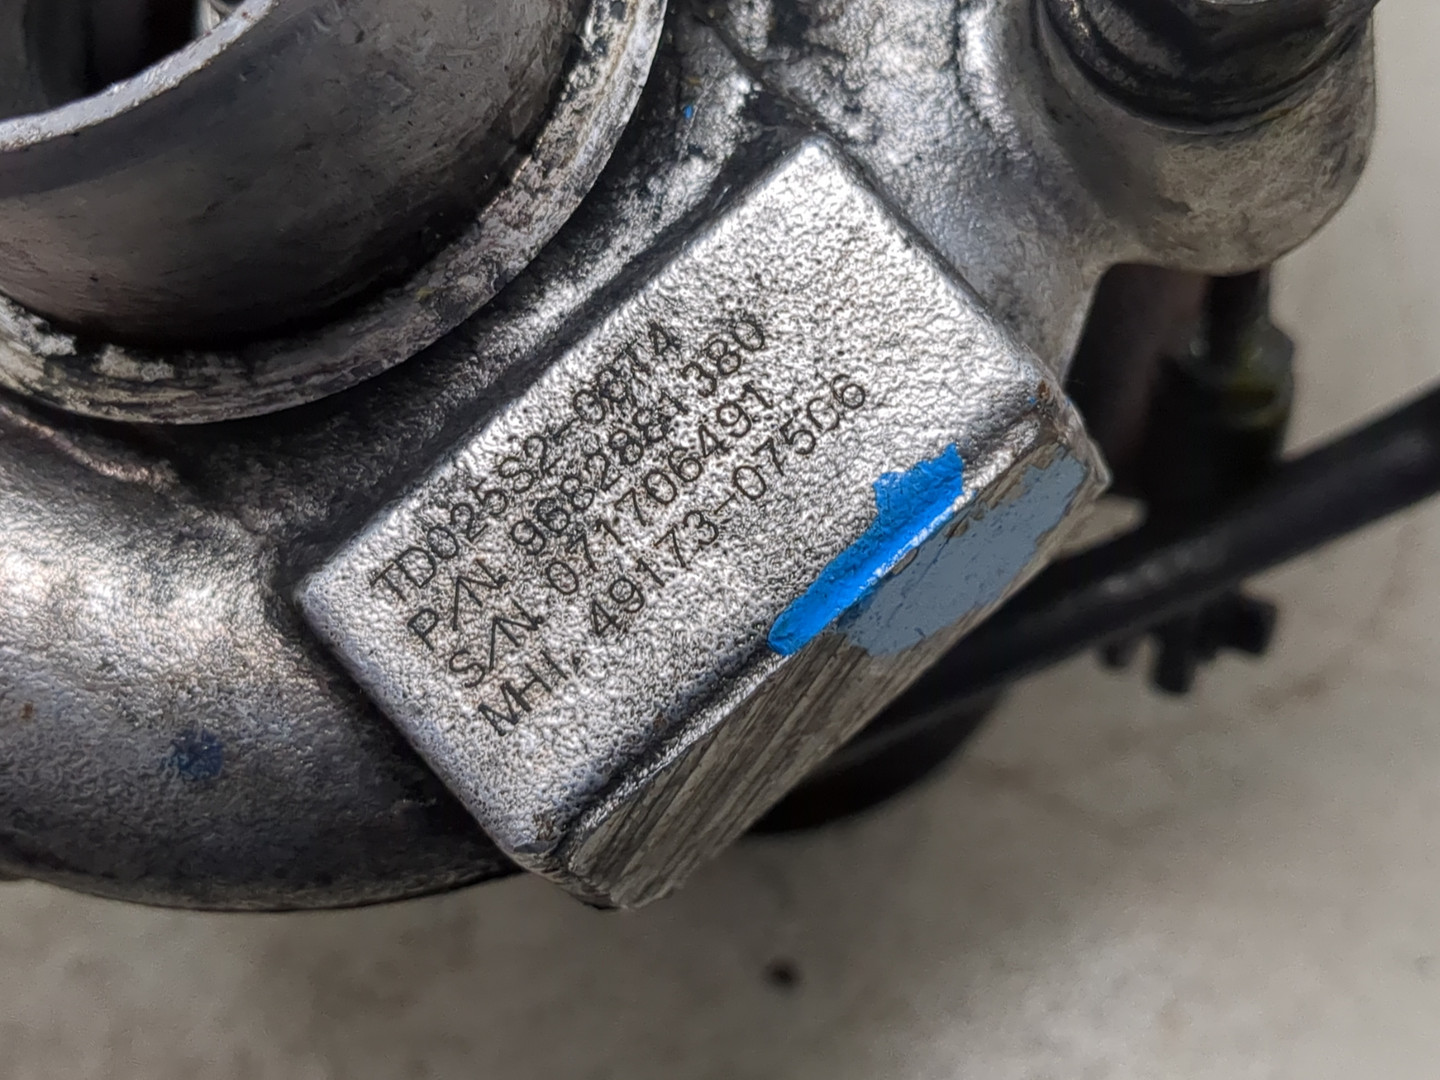 TD025S2-06T4
P/N. 9682881380
S/N. 071706491
MHI, 49173-07506